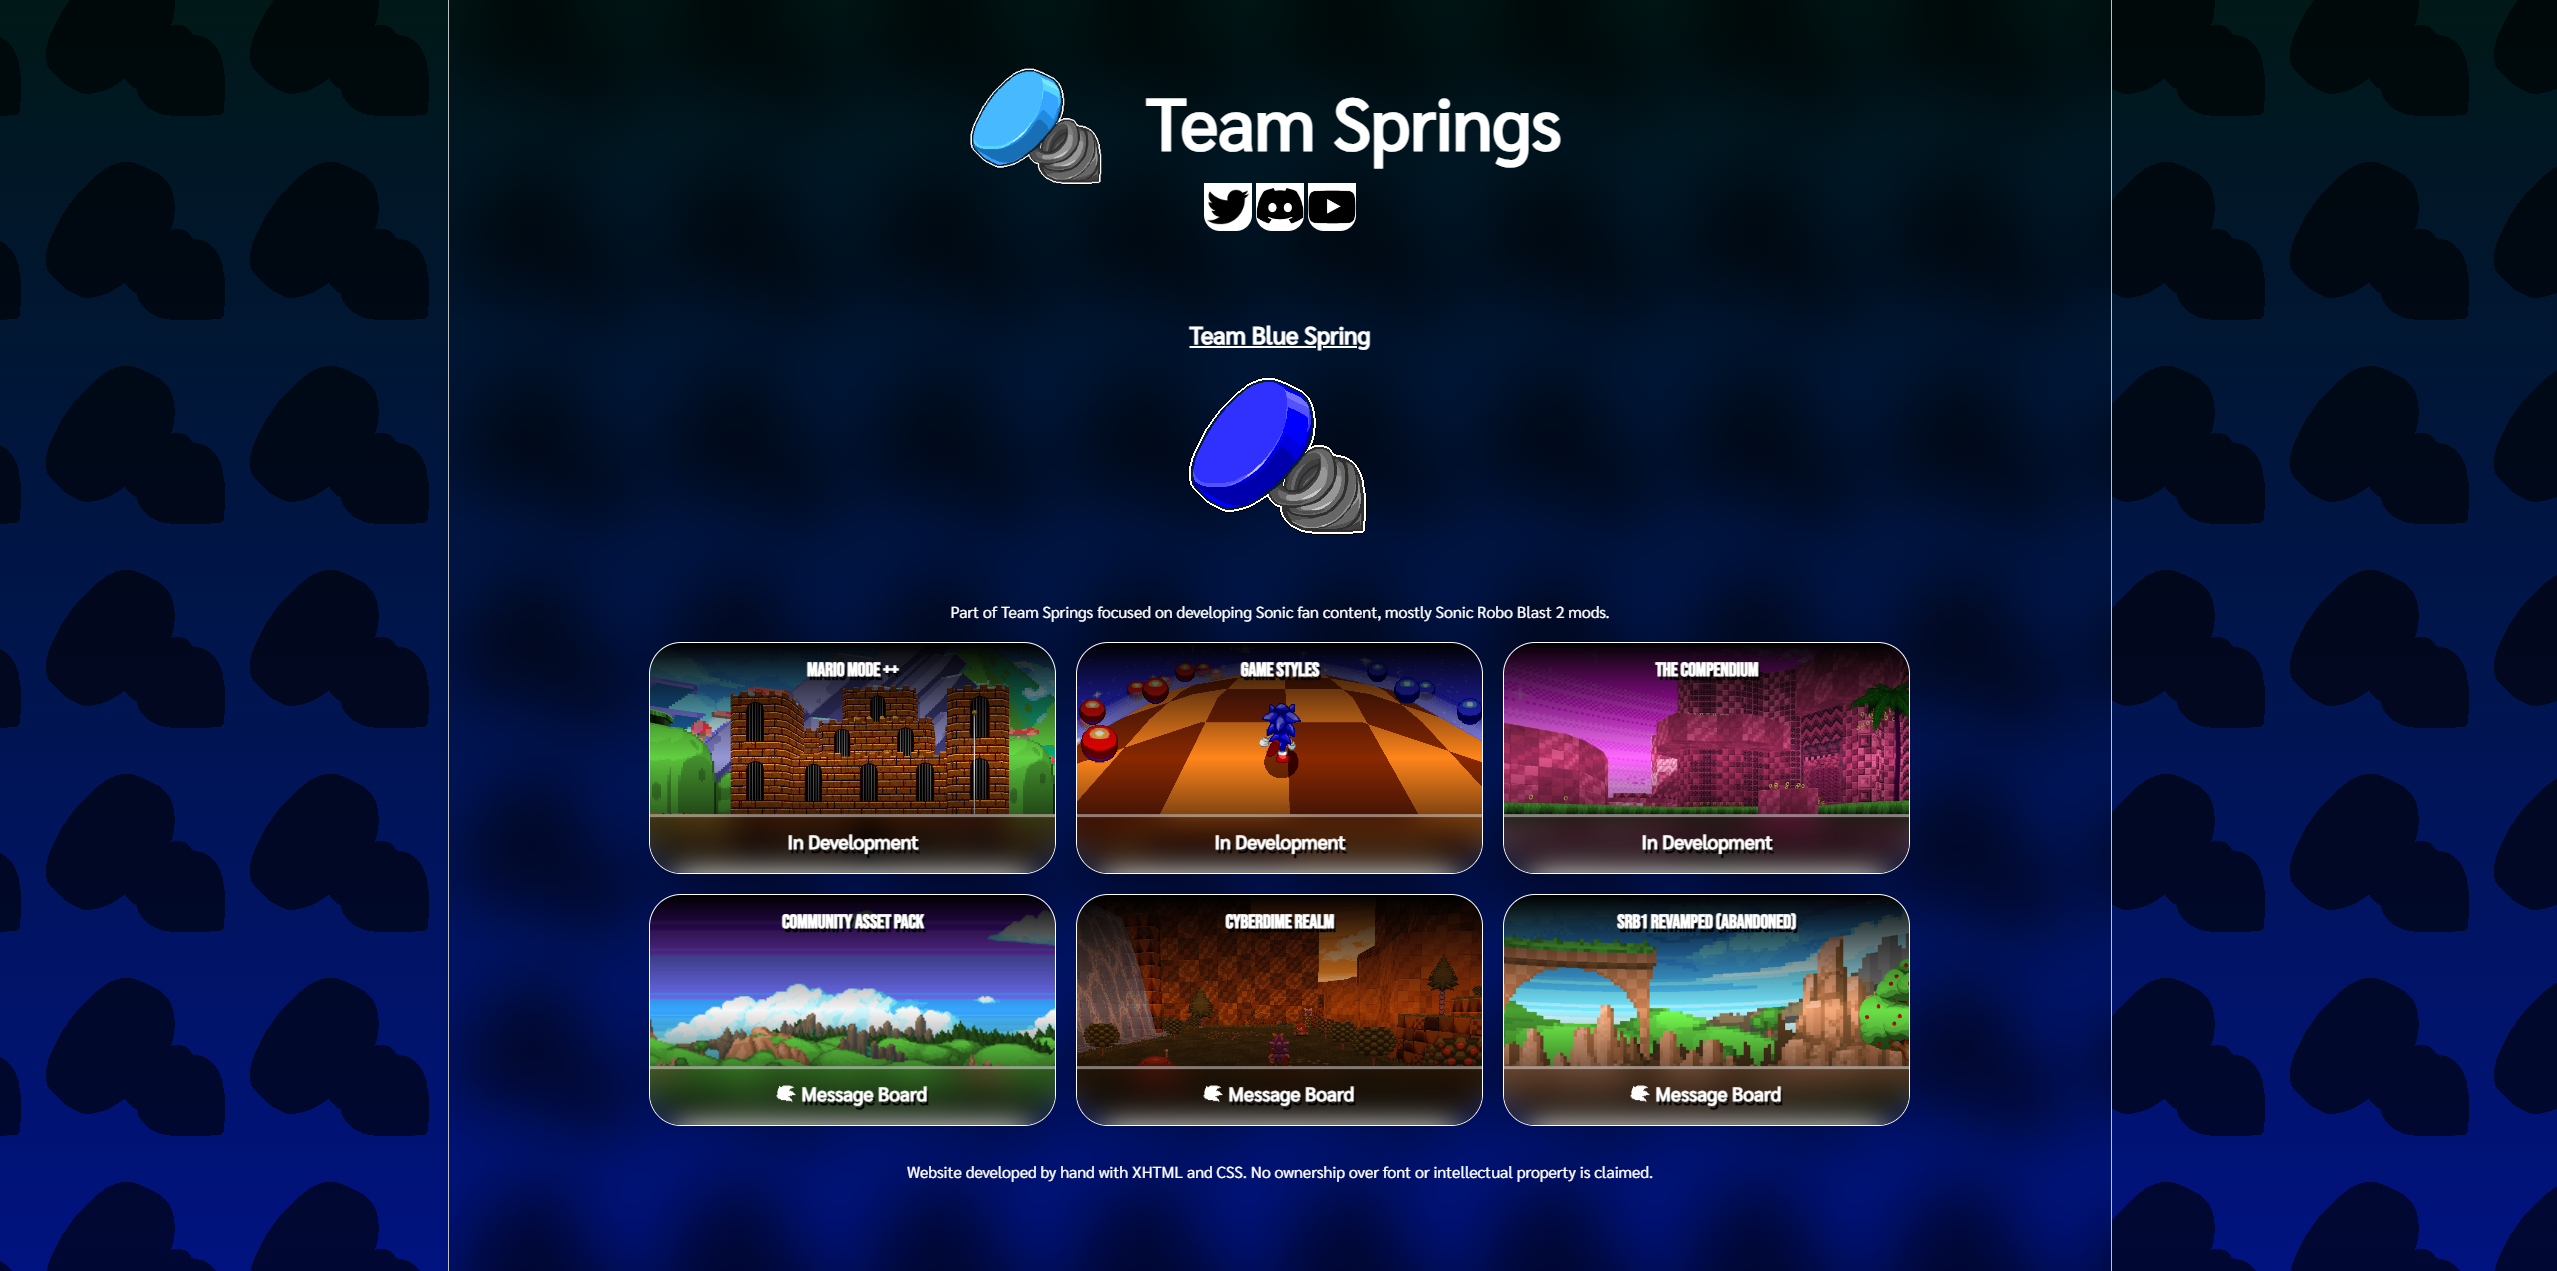 Team Springs
Team Blue Spring
Part of Team Springs focused on developing Sonic fan content, mostly Sonic Robo Blast 2 mods.
MARIO MODE ++
GAME STYLES
THE COMPENDIUM
In Development
In Development
In Development
COMMUNITY ASSET PACK
CYBERDIME REALM
SRB1 REVAMPED (ABANDONED)
Message Board
Message Board
Message Board
Website developed by hand with XHTML and CSS. No ownership over font or intellectual property is claimed.